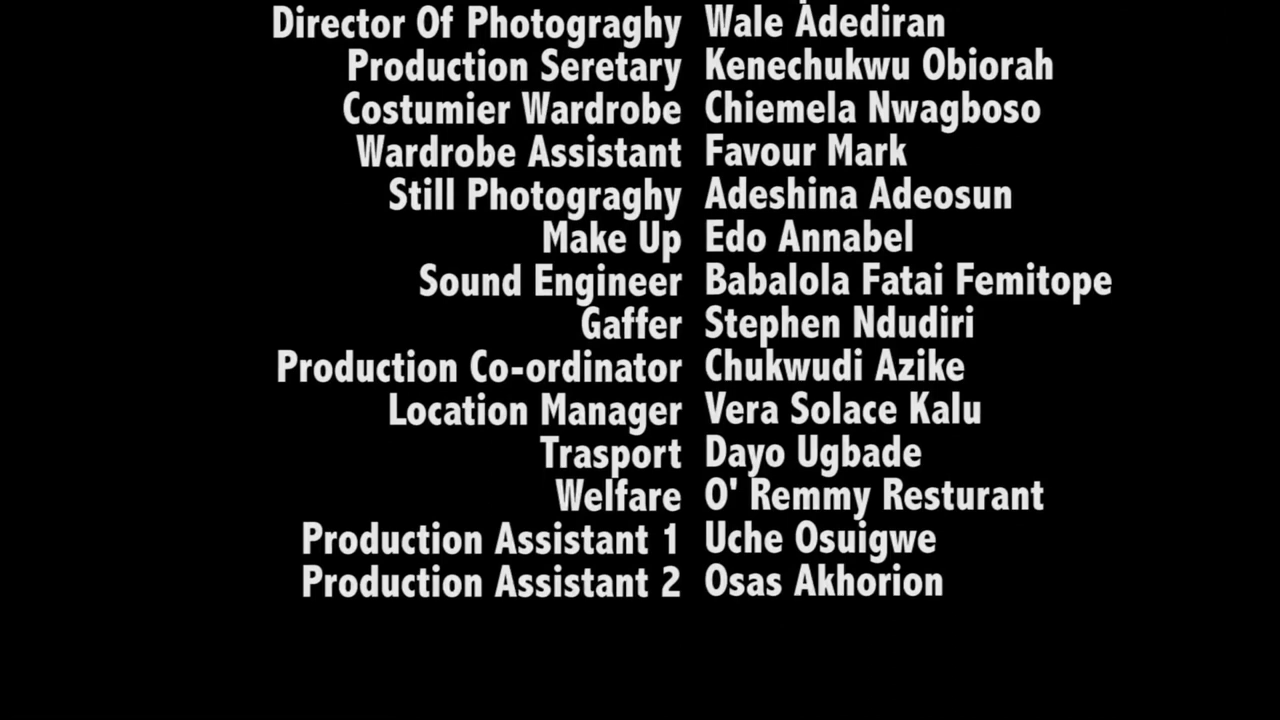 Director Of Photograghy Wale Adediran
Production Seretary Kenechukwu Obiorah
Costumier Wardrobe Chiemela Nwagboso
Wardrobe Assistant Favour Mark
Still Photograghy Adeshina Adeosun
Make Up Edo Annabel
Sound Engineer Babalola Fatai Femitope
Gaffer Stephen Ndudiri
Production Co-ordinator Chukwudi Azike
Location Manager Vera Solace Kalu
Trasport Dayo Ugbade
Welfare O' Remmy Resturant
Production Assistant 1 Uche Osuigwe
Production Assistant 2 Osas Akhorion